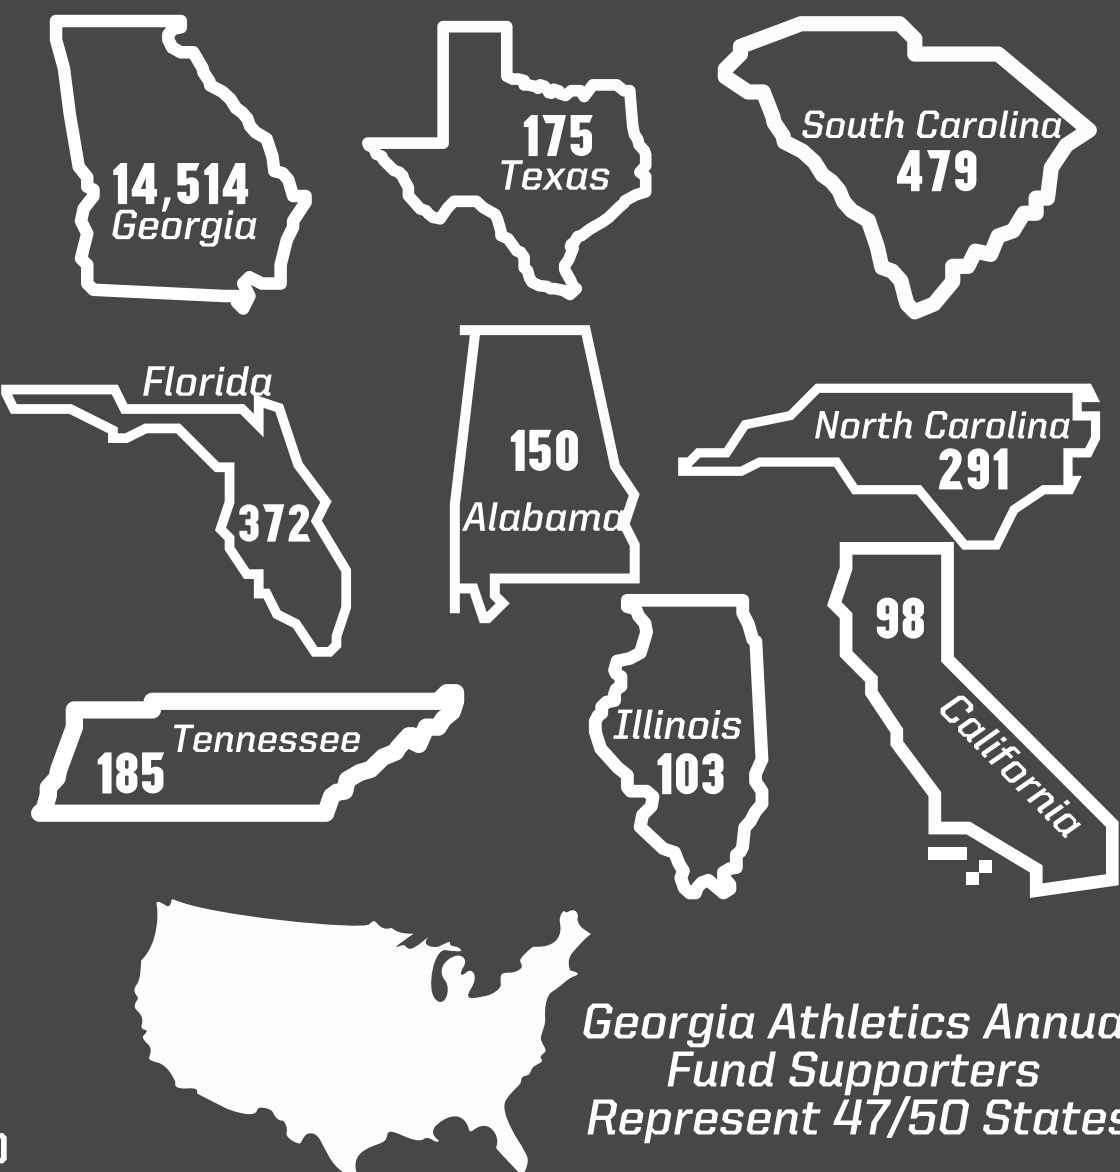 14,514
Georgia
175
Texas
South Carolina
479
Florida
372
150
Alabama
North Carolina
291
98
California
Tennessee
185
Illinois
103
Georgia Athletics Annua
Fund Supporters
Represent 47/50 States